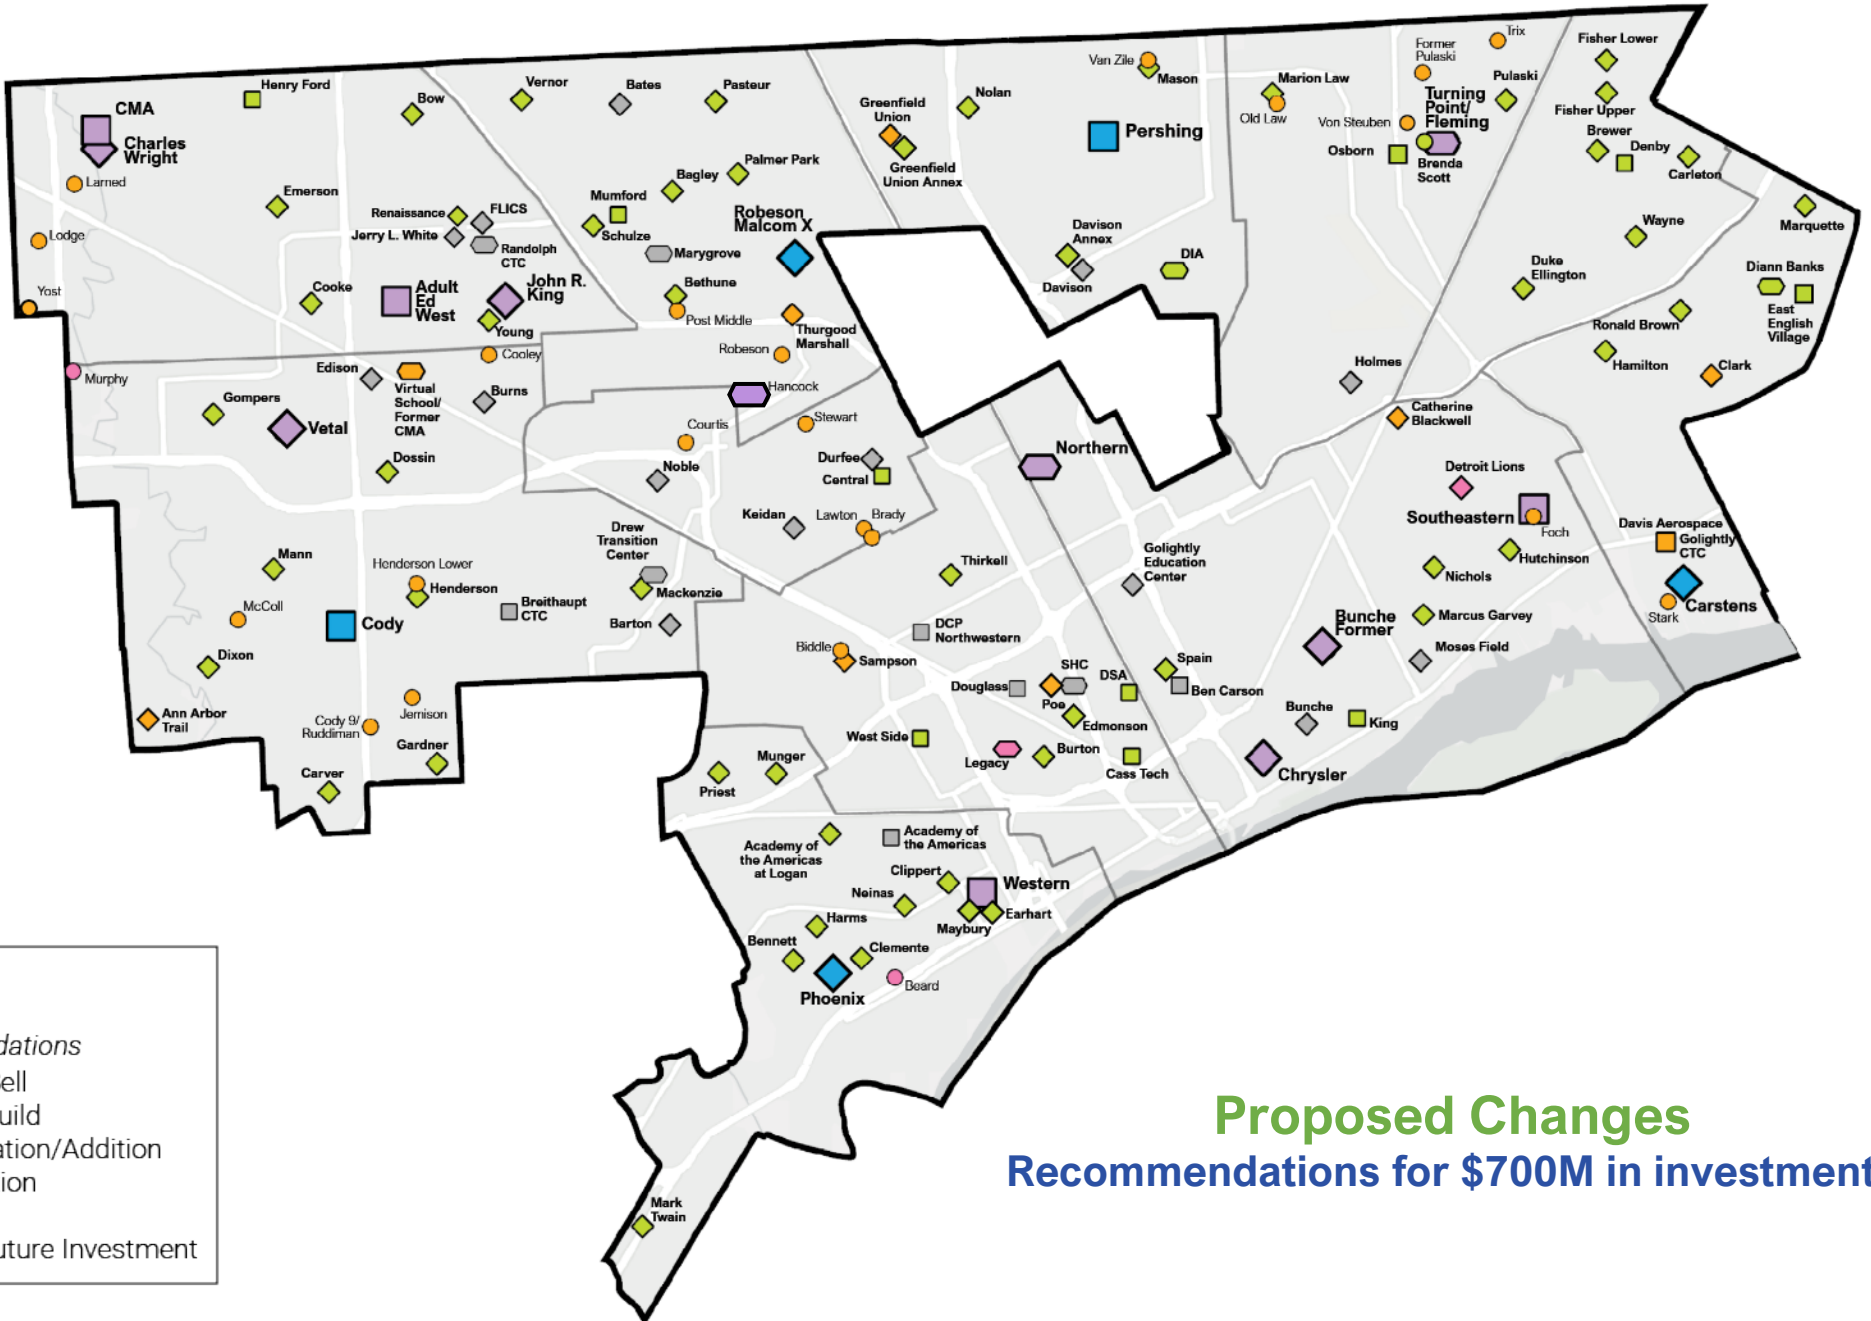 Trix
Former
Pulaski
Fisher Lower
Van Zile
Mason
Henry Ford
Vernor
Bates
Pasteur
Marion Law
Pulaski
Bow
Nolan
Turning
Point/
Fleming
Fisher Upper
CMA
Greenfield
Union
Old Law
Von Steuben
Brewer
Denby
Charles
Wright
Pershing
Osborn
Brenda
Scott
Carleton
Palmer Park
Greenfield
Union Annex
Larned
Bagley
Emerson
Mumford
Renaissance
FLICS
Robeson
Malcom X
Wayne
Marquette
Lodge
Jerry L. White
Schulze
Davison
Annex
Randolph
CTC
Marygrove
DIA
Duke
Ellington
Diann Banks
Yost
Cooke
Adult
Ed
West
John R.
King
Bethune
Davison
East
English
Village
Young
Post Middle
Thurgood
Marshall
Ronald Brown
Cooley
Robeson
Holmes
Hamilton
Clark
Murphy
Edison
Virtual
School/
Former
CMA
Burns
Hancock
Gompers
Vetal
Courtis
Stewart
Catherine
Blackwell
Dossin
Noble
Durfee
Central
Northern
Detroit Lions
Keidan
Lawton
Brady
Southeastern
Foch
Davis Aerospace
Golightly
CTC
Drew
Transition
Center
Mann
Henderson Lower
Henderson
Thirkell
Golightly
Education
Center
Hutchinson
Nichols
Mackenzie
McColl
Cody
Breithaupt
CTC
Barton
DCP
Northwestern
Bunche
Former
Marcus Garvey
Carstens
Stark
Dixon
Biddle
Sampson
Moses Field
SHC
DSA
Spain
Douglass
Poe
Ben Carson
Ann Arbor
Trail
Jemison
Cody 9/
Ruddiman
Edmonson
Bunche
King
Gardner
West Side
Legacy
Burton
Cass Tech
Chrysler
Carver
Priest
Munger
Academy of
the Americas
at Logan
Academy of
the Americas
Clippert
Western
Neinas
Earhart
Maybury
Harms
Bennett
Clemente
Phoenix
Beard
Mark
Twain
ell
uild
ation/Addition
uture Investment
Proposed Changes
Recommendations for $700M in investment